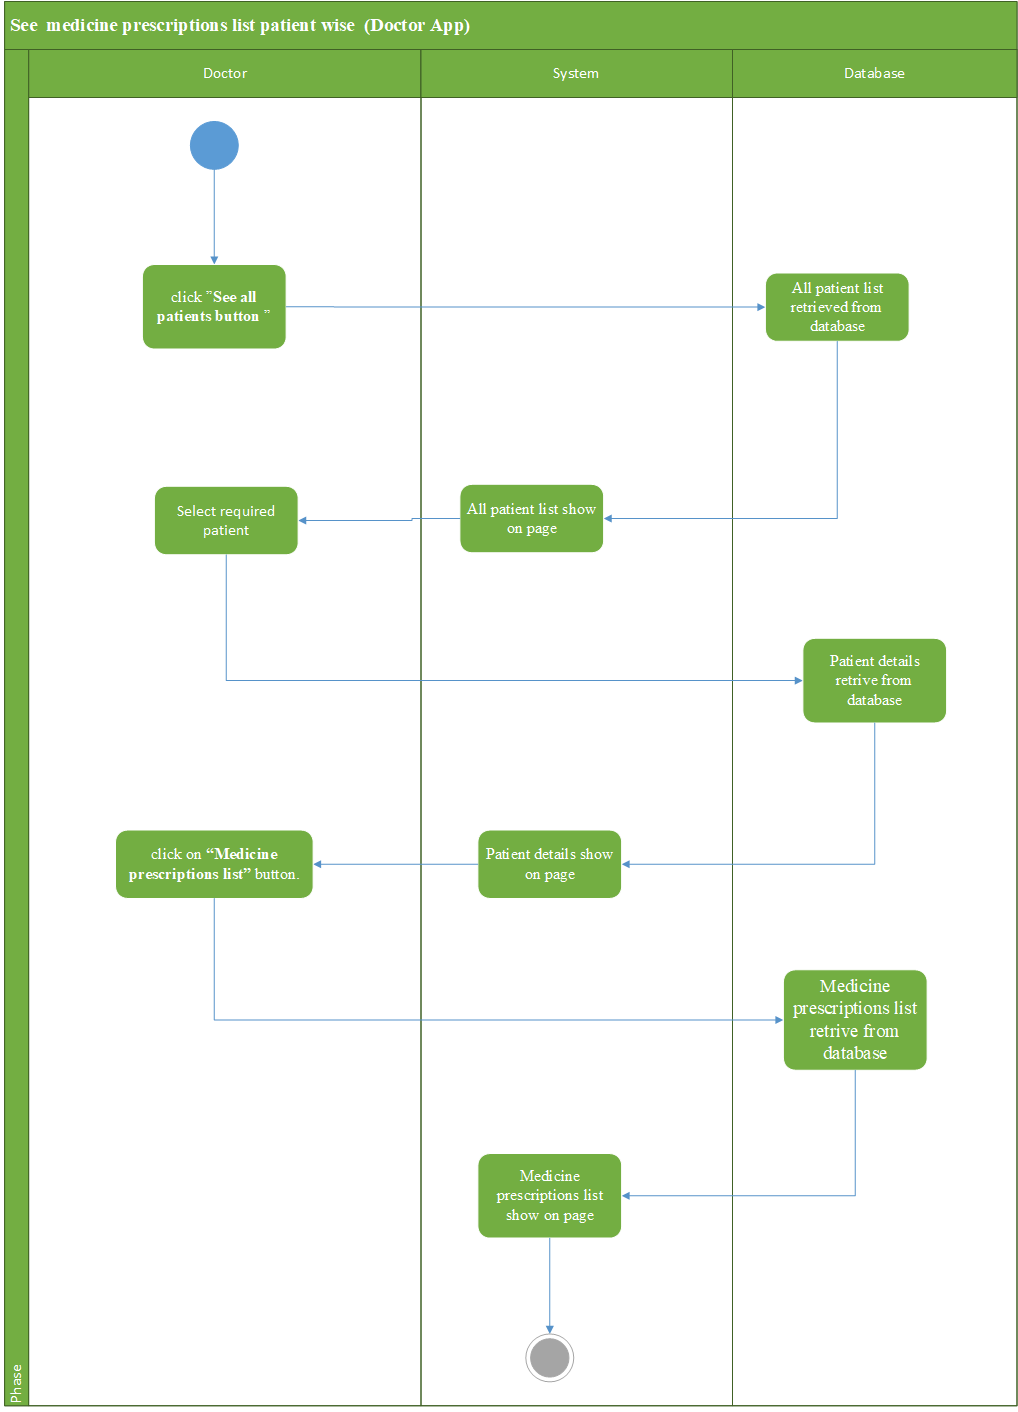 See medicine prescriptions list patient wise (Doctor App)
Doctor
System
Database
click ”See all
patients button ”
All patient list
retrieved from
database
Select required
patient
All patient list show
on page
Patient details
retrive from
database
click on “Medicine
prescriptions list” button.
Patient details show
on page
Medicine
prescriptions list
retrive from
database
Medicine
prescriptions list
show on page
Phase